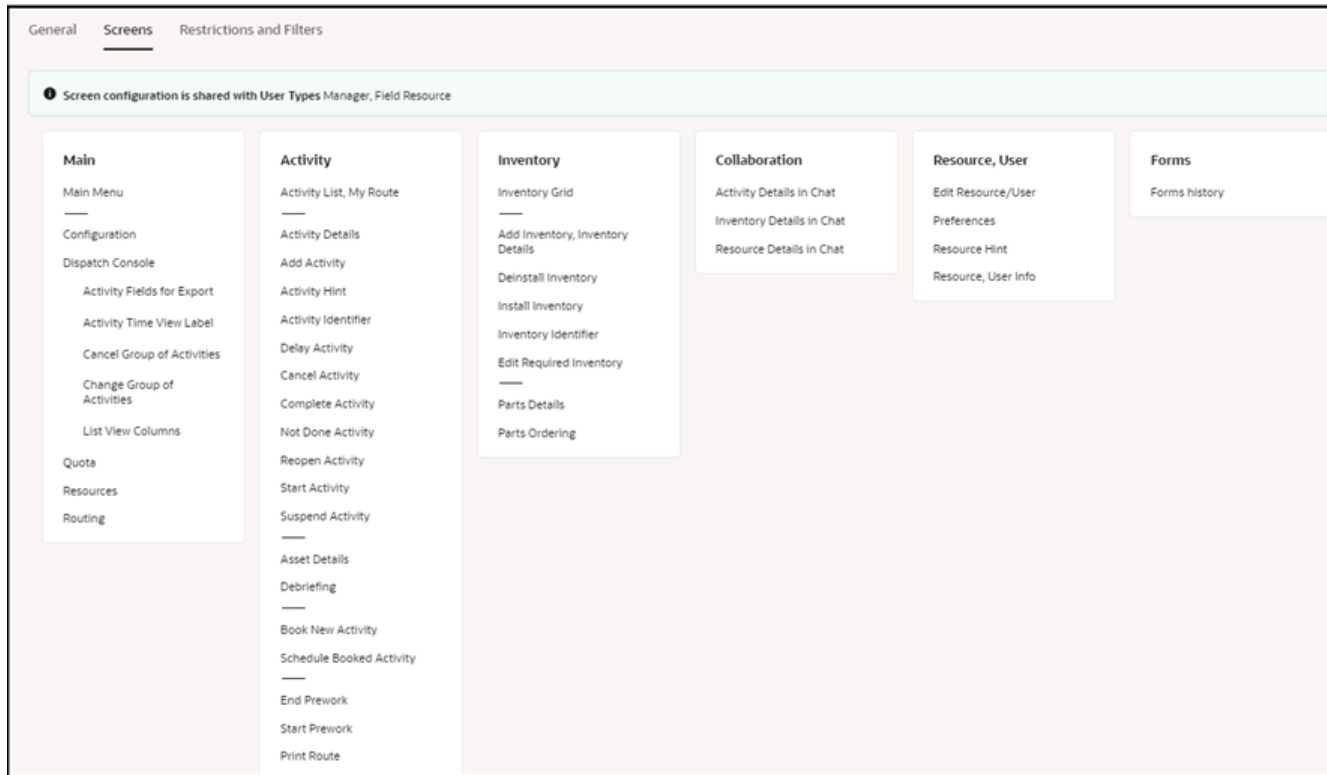 General Screens Restrictions and Filters
Screen configuration is shared with User Types Manager, Field Resource
Main
Main Menu
Configuration
Dispatch Console
Activity Fields for Export
Activity Time View Label
Cancel Group of Activities
Change Group of
Activities
List View Columns
Quota
Resources
Routing
Activity
Activity List, My Route
Activity Details
Add Activity
Activity Hint
Activity Identifier
Delay Activity
Cancel Activity
Complete Activity
Not Done Activity
Reopen Activity
Start Activity
Suspend Activity
Asset Details
Debriefing
Book New Activity
Schedule Booked Activity
End Prework
Start Prework
Print Route
Inventory
Inventory Grid
Add Inventory, Inventory
Details
Deinstall Inventory
Install Inventory
Inventory Identifier
Edit Required Inventory
Parts Details
Parts Ordering
Collaboration
Activity Details in Chat
Inventory Details in Chat
Resource Details in Chat
Resource, User
Edit Resource/User
Preferences
Resource Hint
Resource, User Info
Forms
Forms history